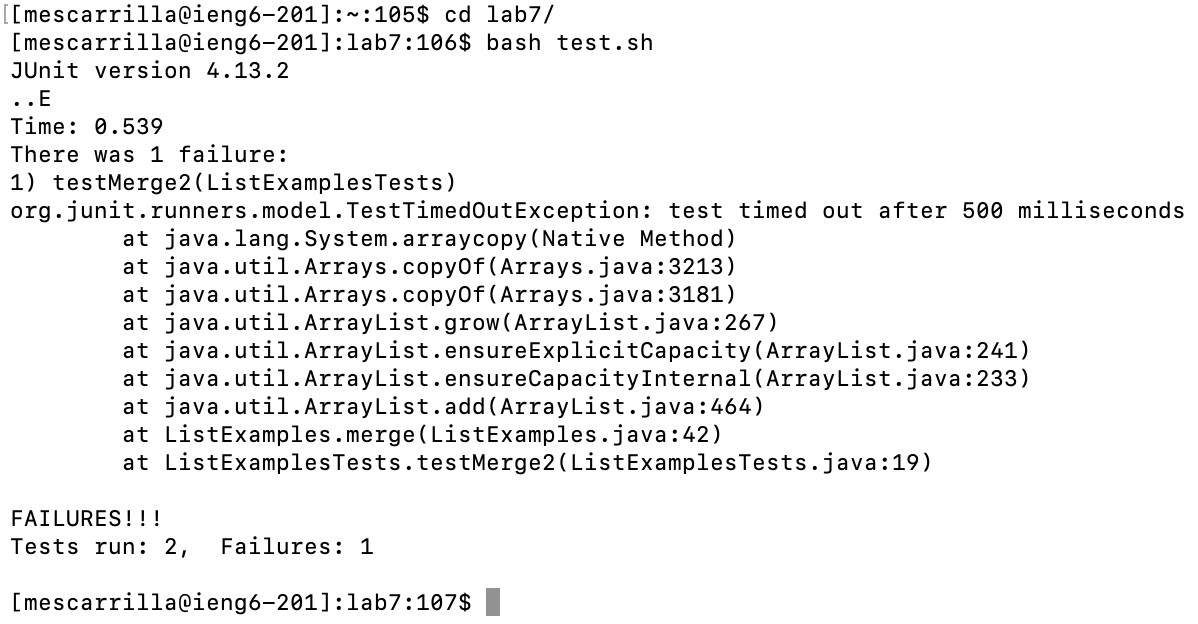 [[mescarrilla@ieng6-201]:~:105$ cd lab7/
[mescarrilla@ieng6-201]:lab7:106$ bash test.sh
JUnit version 4.13.2
..E
Time: 0.539
There was 1 failure:
1) testMerge2(ListExamplesTests)
org.junit.runners.model.TestTimedOutException: test timed out after 500 milliseconds
        at java.lang.System.arraycopy(Native Method)
        at java.util.Arrays.copyOf(Arrays.java:3213)
        at java.util.Arrays.copyOf(Arrays.java:3181)
        at java.util.ArrayList.grow(ArrayList.java:267)
        at java.util.ArrayList.ensureExplicitCapacity(ArrayList.java:241)
        at java.util.ArrayList.ensureCapacityInternal(ArrayList.java:233)
        at java.util.ArrayList.add(ArrayList.java:464)
        at ListExamples.merge(ListExamples.java:42)
        at ListExamplesTests.testMerge2(ListExamplesTests.java:19)

FAILURES!!!
Tests run: 2,  Failures: 1

[mescarrilla@ieng6-201]:lab7:107$